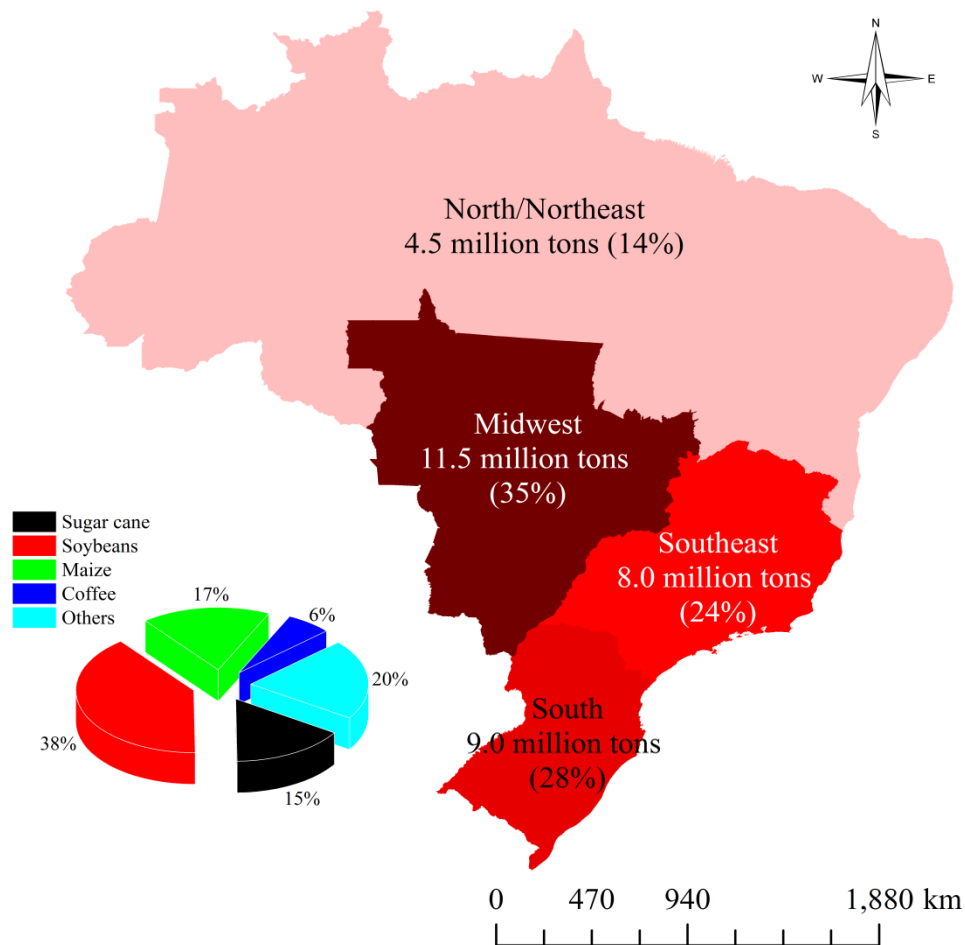 N
W
E
S
North/Northeast
4.5 million tons (14%)
Midwest
11.5 million tons
(35%)
Southeast
8.0 million tons
(24%)
South
9.0 million tons
(28%)
Sugar cane
Soybeans
Maize
Coffee
Others
17%
6%
20%
38%
15%
0 470 940 1,880 km